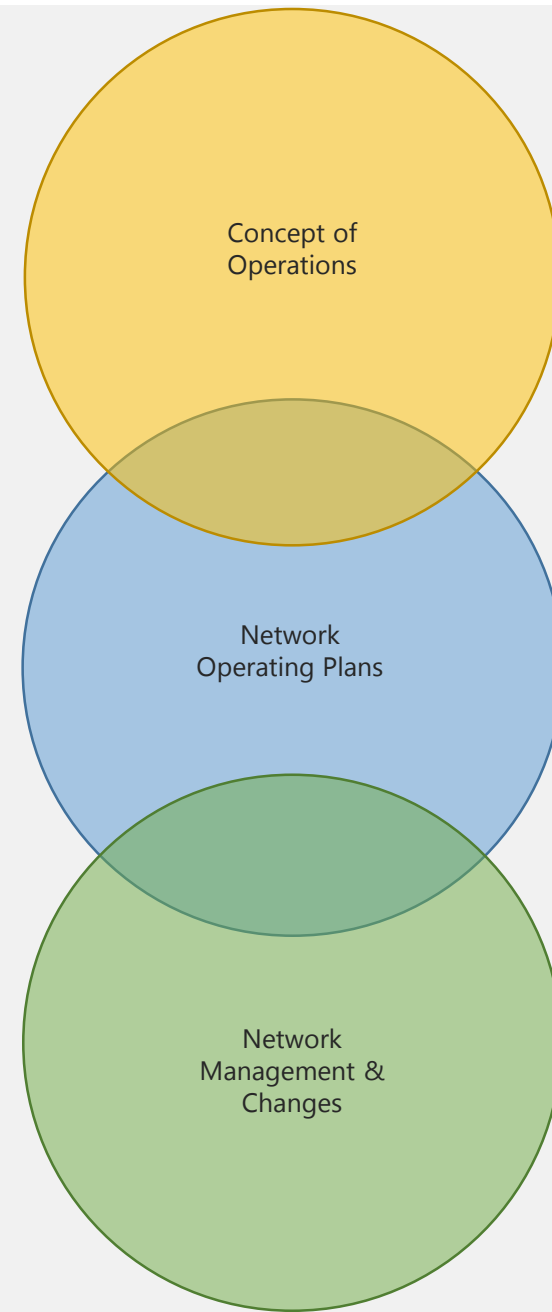 Concept of
Operations
Network
Operating Plans
Network
Management &
Changes